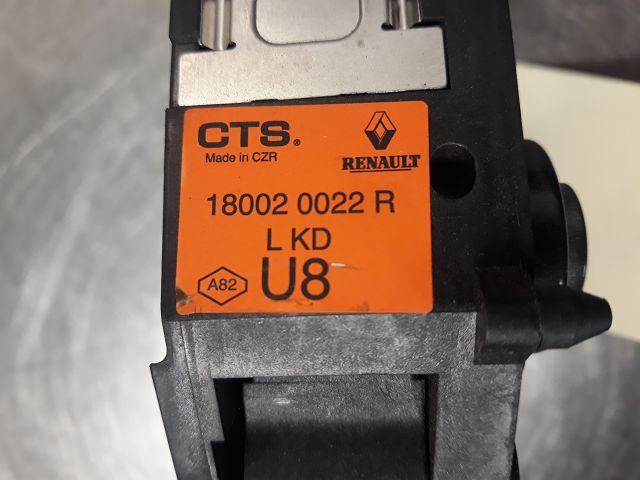 CTS®
Made in CZR
RENAULT
18002 0022 R
L KD
A82
U8